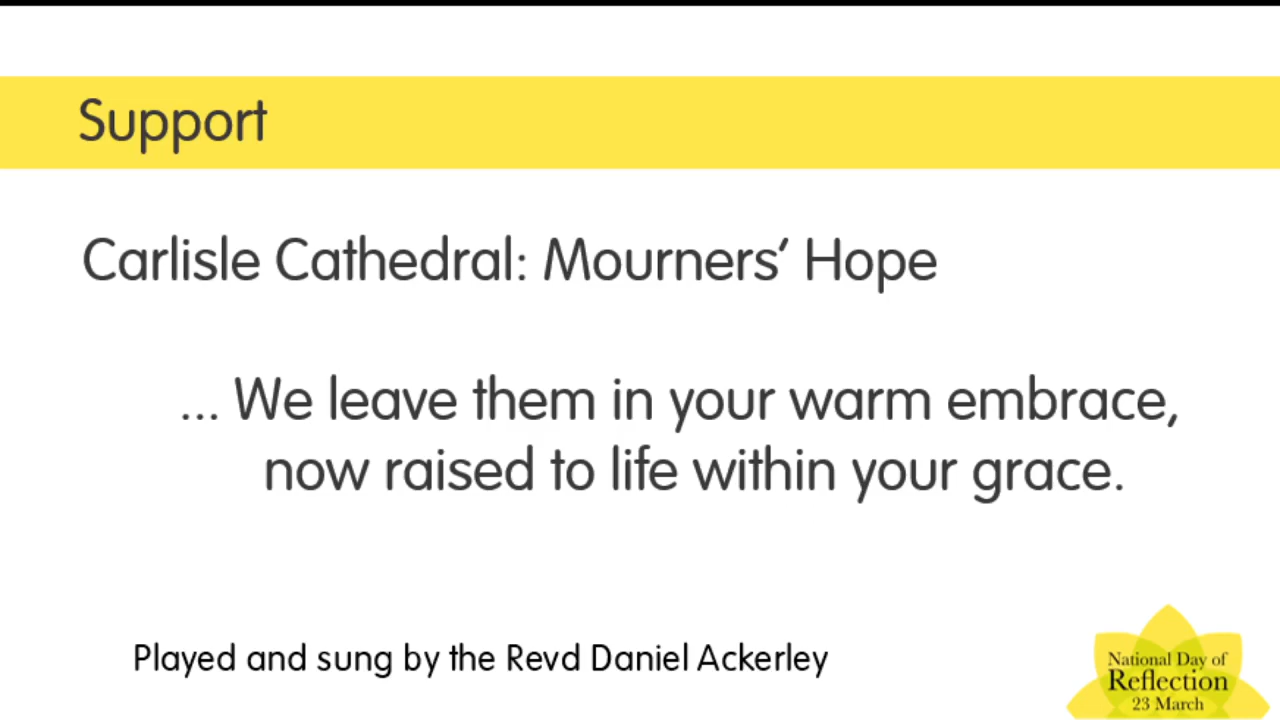 Support
Carlisle Cathedral: Mourners’ Hope
... We leave them in your warm embrace,
now raised to life within your grace.
Played and sung by the Revd Daniel Ackerley
National Day of
Reflection
23 March